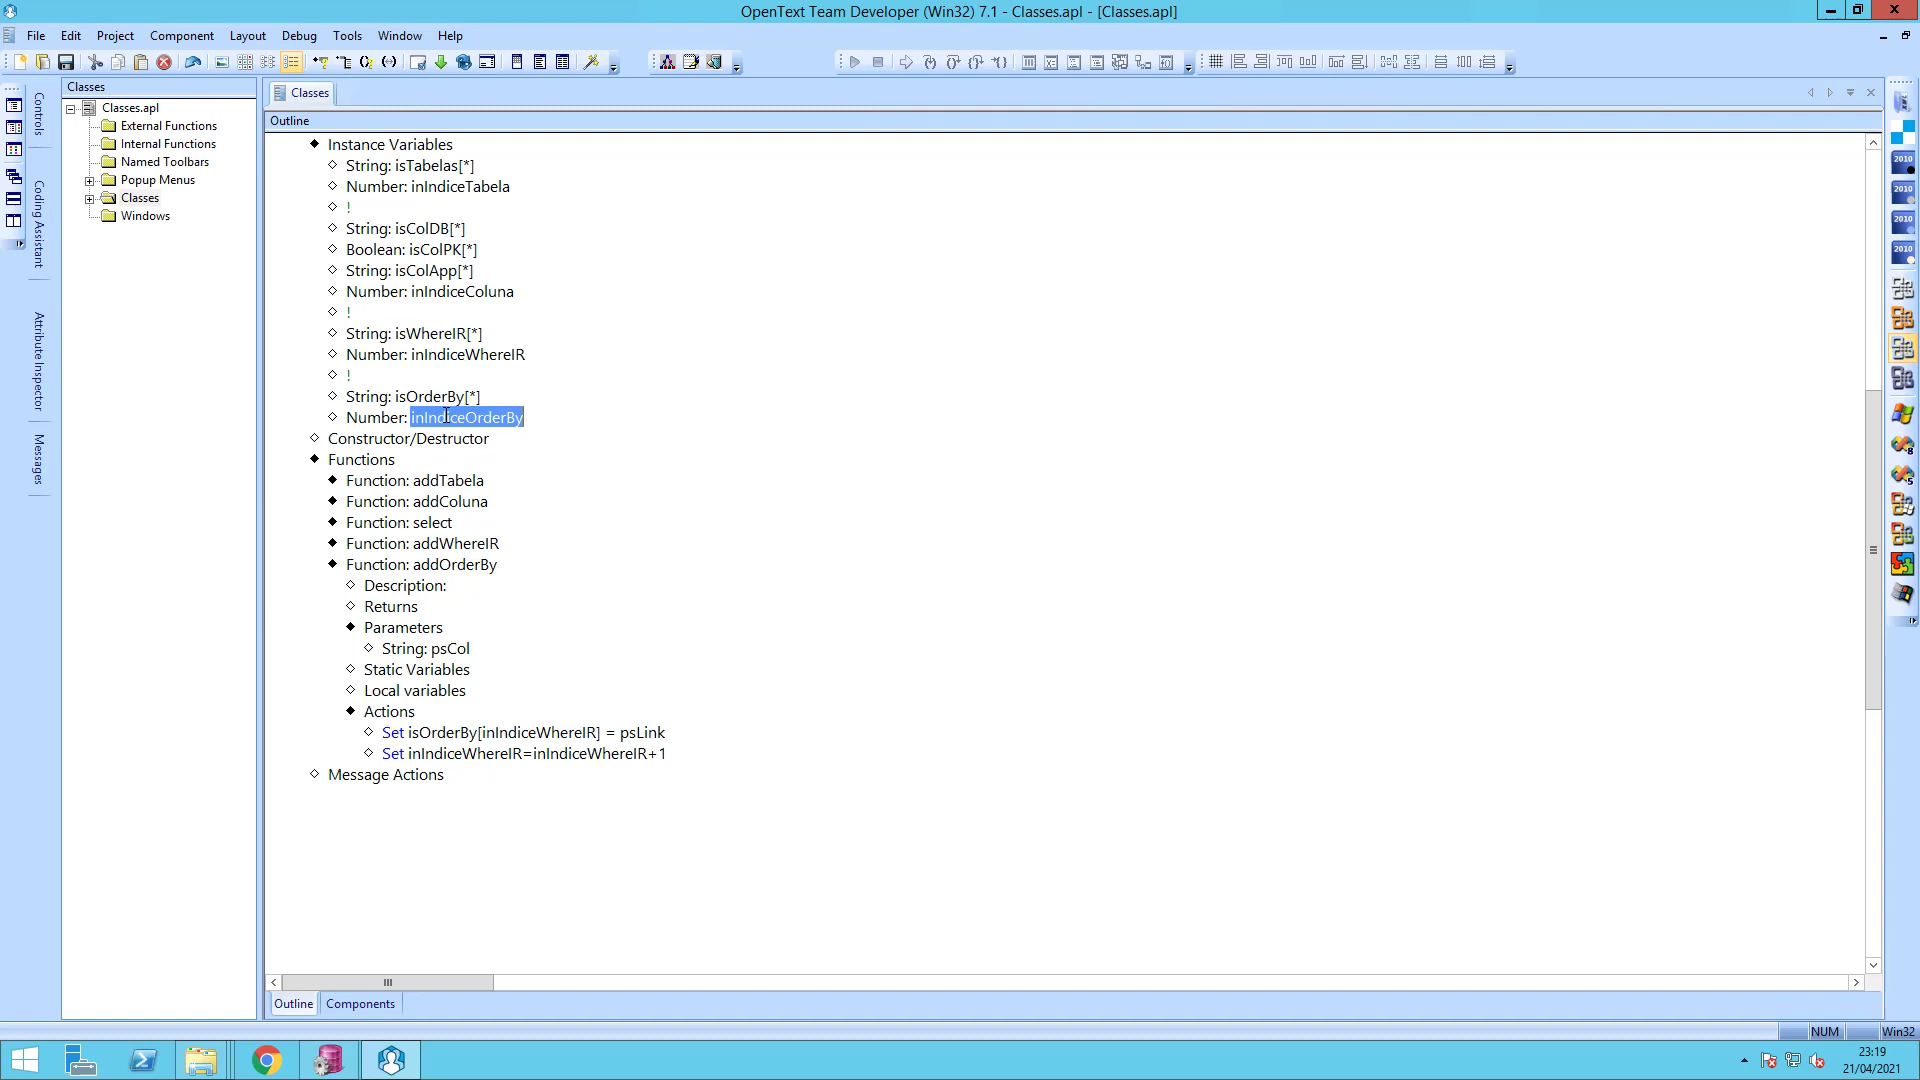 OpenText Team Developer (Win32) 7.1 - Classes.apl - [Classes.apl]
File Edit Project Component Layout Debug Tools Window Help
Controls
Coding Assistant
Attribute Inspector
Messages
Classes
Classes.apl
External Functions
Internal Functions
Named Toolbars
Popup Menus
Classes
Windows
Classes
Outline
Instance Variables
String: isTabelas[*]
Number: inIndiceTabela
!
String: isColDB[*]
Boolean: isColPK[*]
String: isColApp[*]
Number: inIndiceColuna
!
String: isWhereIR[*]
Number: inIndiceWhereIR
!
String: isOrderBy[*]
Number: inIndiceOrderBy
Constructor/Destructor
Functions
Function: addTabela
Function: addColuna
Function: select
Function: addWhereIR
Function: addOrderBy
Description:
Returns
Parameters
String: psCol
Static Variables
Local variables
Actions
Set isOrderBy[inIndiceWhereIR] = psLink
Set inIndiceWhereIR=inIndiceWhereIR+1
Message Actions
Outline Components
2010
2010
2010
2010
NUM Win32
23:19
21/04/2021